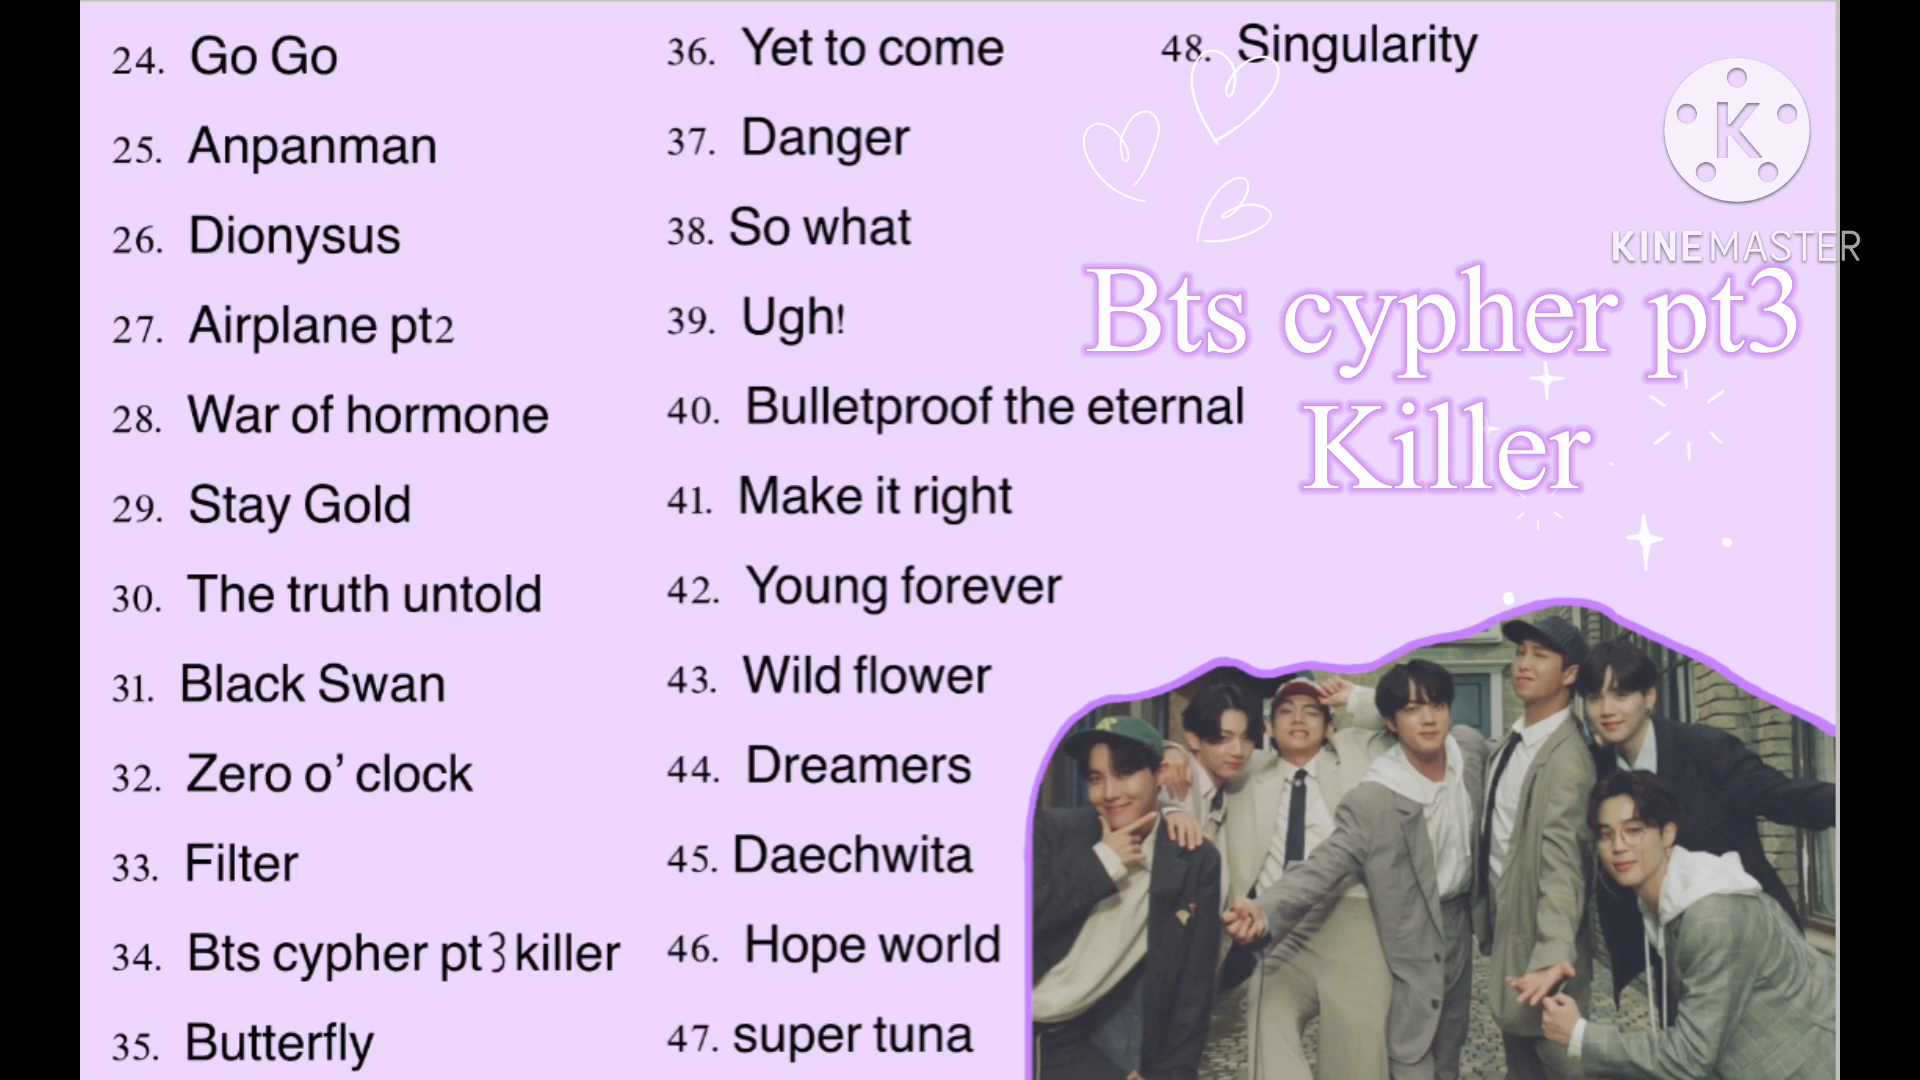 24. Go Go
25. Anpanman
26. Dionysus
27. Airplane pt2
28. War of hormone
29. Stay Gold
30. The truth untold
31. Black Swan
32. Zero o’ clock
33. Filter
34. Bts cypher pt3 killer
35. Butterfly
36. Yet to come
37. Danger
38. So what
39. Ugh!
40. Bulletproof the eternal
41. Make it right
42. Young forever
43. Wild flower
44. Dreamers
45. Daechwita
46. Hope world
47. super tuna
48. Singularity
K
KINEMASTER
Bts cypher pt3
Killer